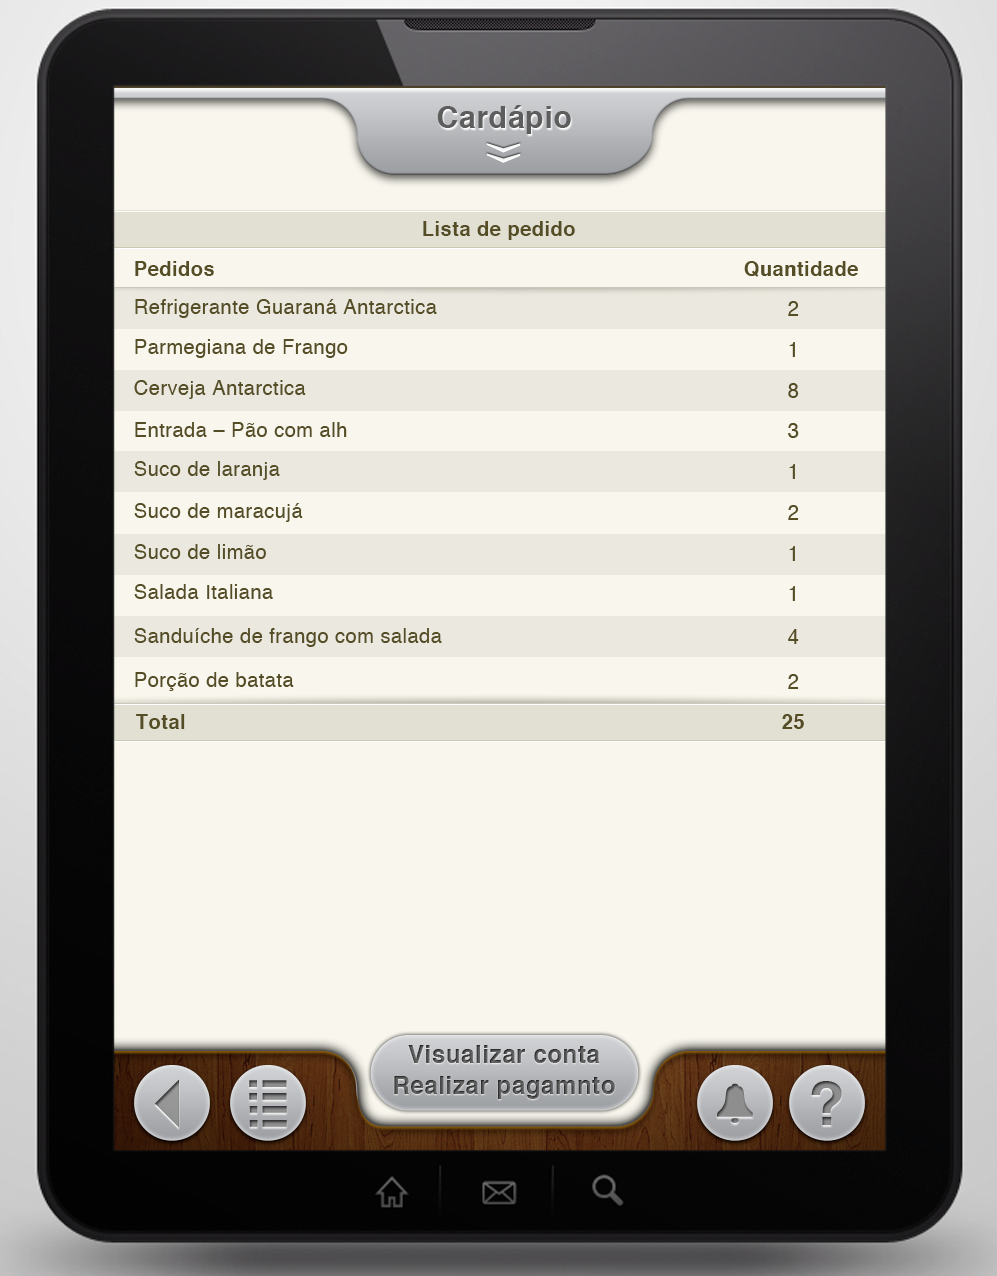 Cardápio
Lista de pedido
Pedidos Quantidade
Refrigerante Guaraná Antarctica 2
Parmegiana de Frango 1
Cerveja Antarctica 8
Entrada – Pão com alh 3
Suco de laranja 1
Suco de maracujá 2
Suco de limão 1
Salada Italiana 1
Sanduíche de frango com salada 4
Porção de batata 2
Total 25
Visualizar conta
Realizar pagamnto
?